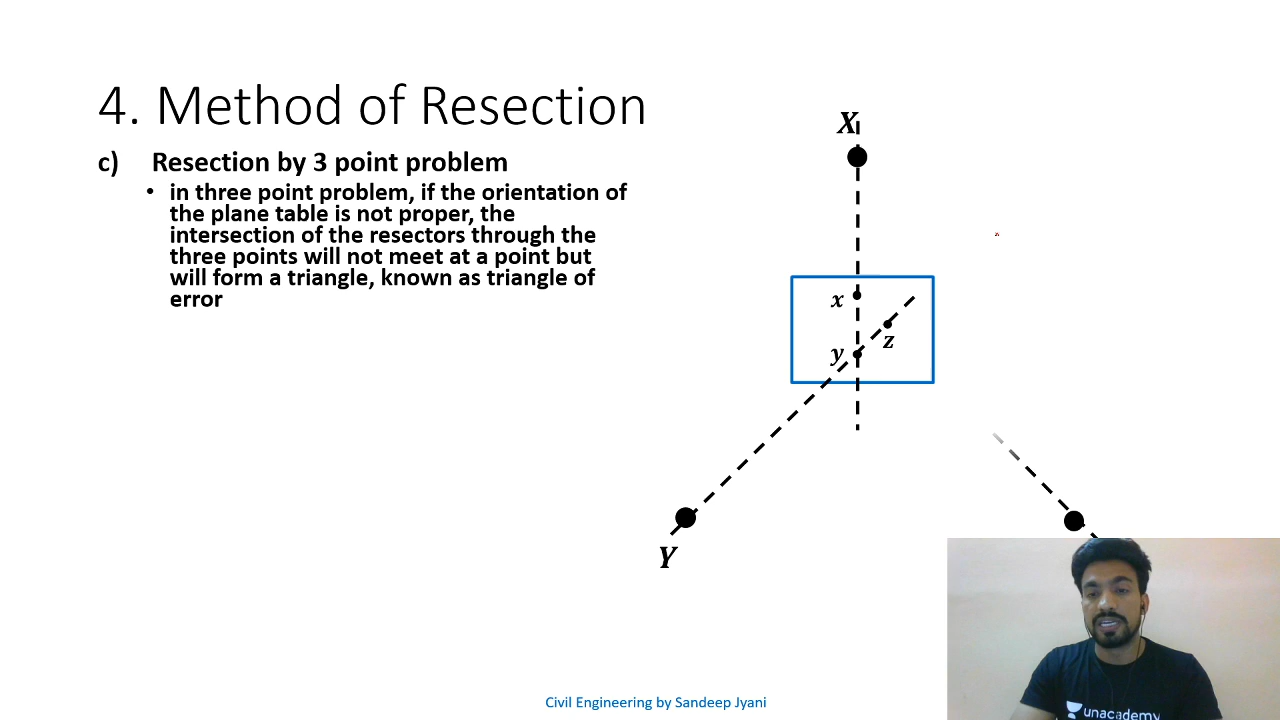 4. Method of Resection
c) Resection by 3 point problem
• in three point problem, if the orientation of
the plane table is not proper, the
intersection of the resectors through the
three points will not meet at a point but
will form a triangle, known as triangle of
error
X
x
z
y
Y
unacademy
Civil Engineering by Sandeep Jyani